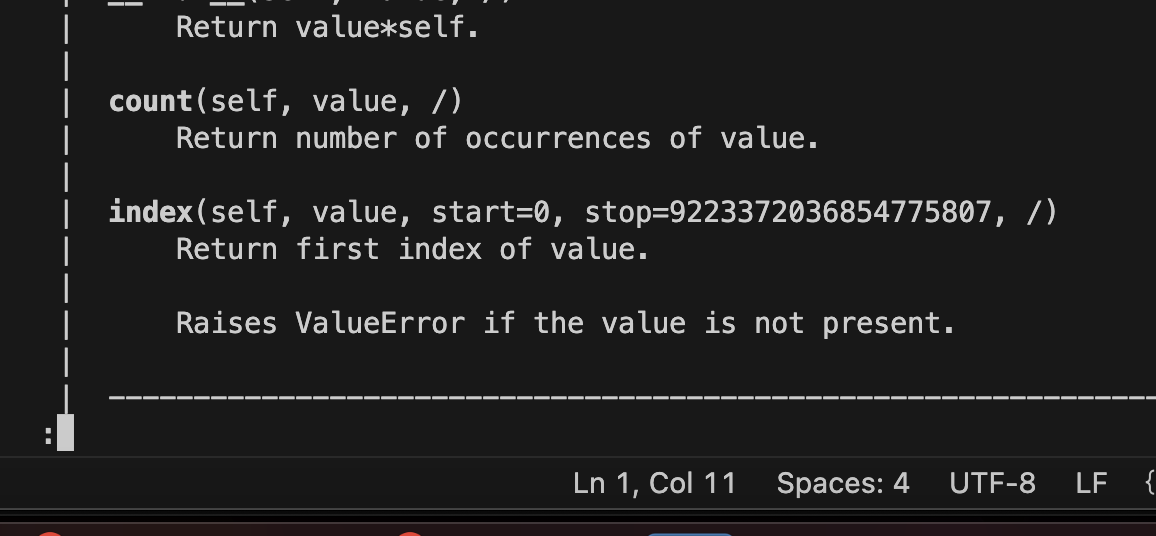 Return value*self.
count(self, value, /)
Return number of occurrences of value.
index(self, value, start=0, stop=9223372036854775807, /)
Return first index of value.
Raises ValueError if the value is not present.
:
Ln 1, Col 11 Spaces: 4 UTF-8 LF {